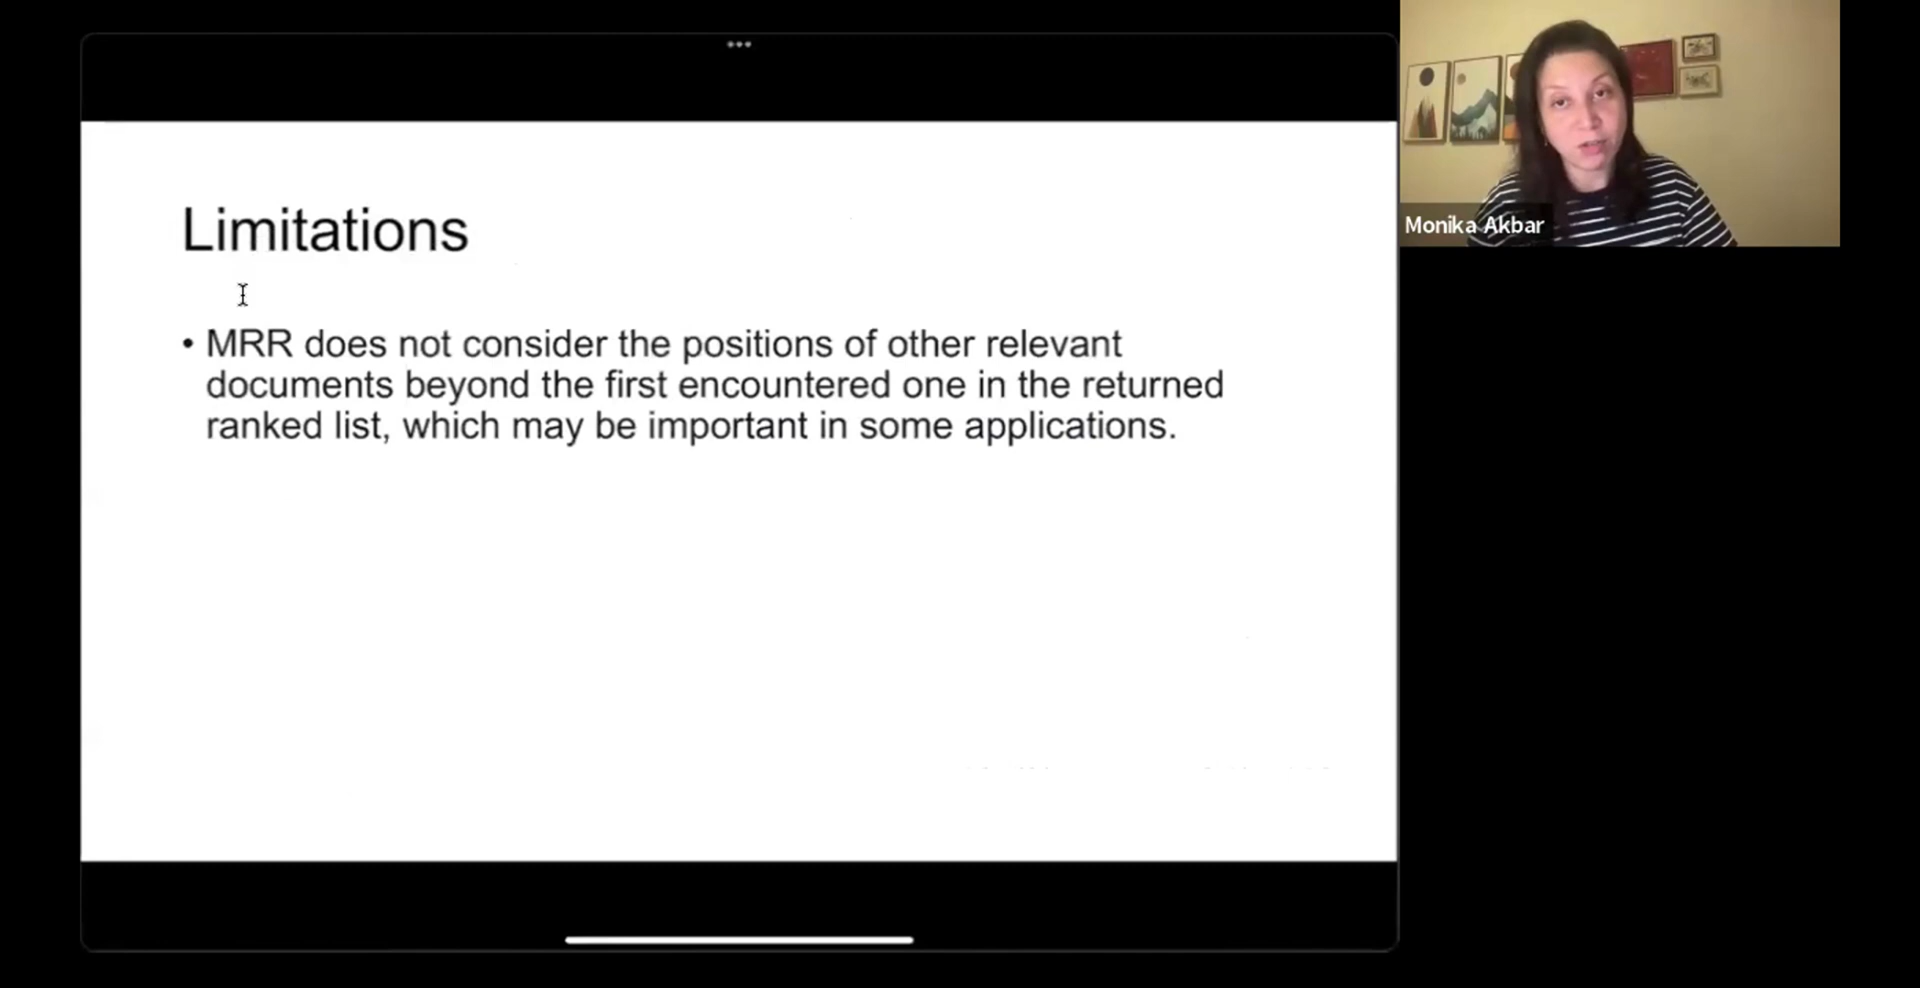 Limitations
• MRR does not consider the positions of other relevant
documents beyond the first encountered one in the returned
ranked list, which may be important in some applications.
Monika Akbar